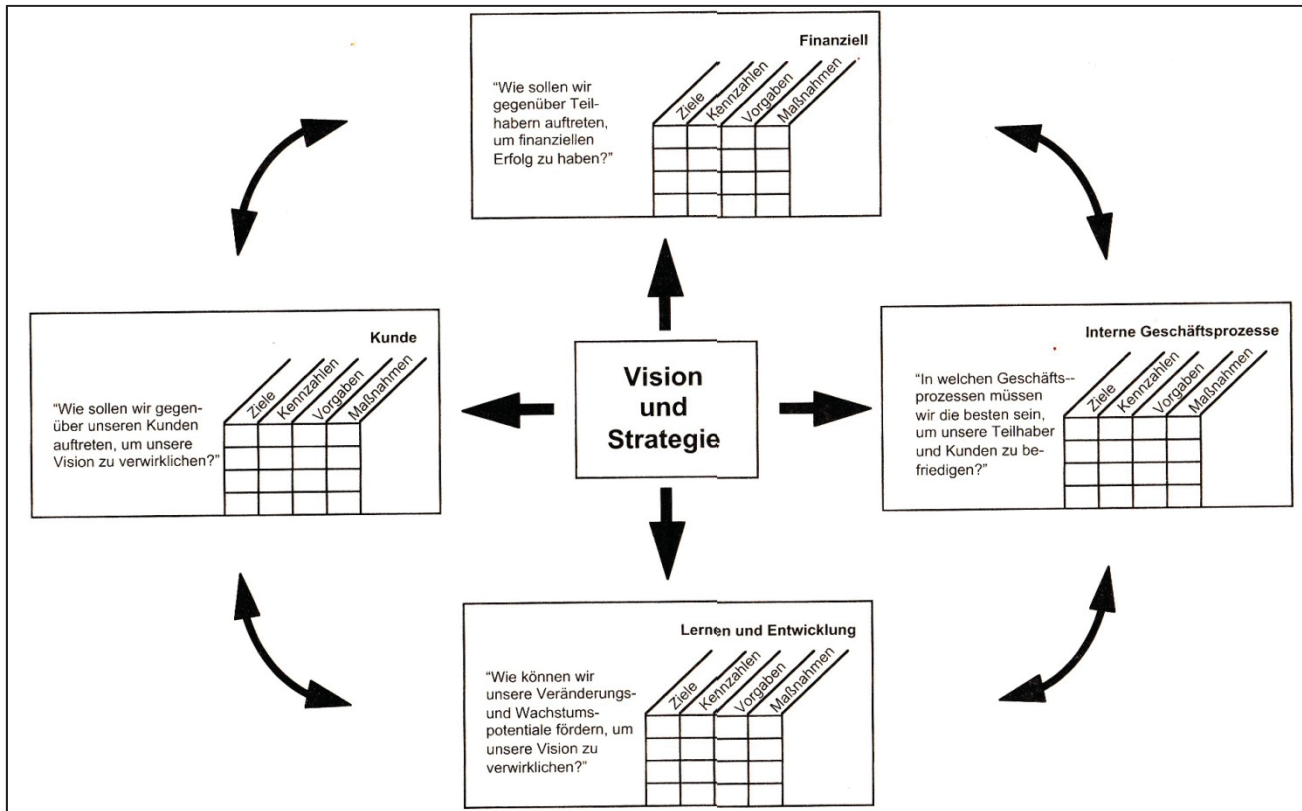 Finanziell
“Wie sollen wir
gegenüber Teil-
habern auftreten,
um finanziellen
Erfolg zu haben?”
Ziele
Kennzahlen
Vorgaben
Maßnahmen
Kunde
“Wie sollen wir gegen-
über unseren Kunden
auftreten, um unsere
Vision zu verwirklichen?”
Ziele
Kennzahlen
Vorgaben
Maßnahmen
Vision
und
Strategie
Interne Geschäftsprozesse
“In welchen Geschäfts--
prozessen müssen
wir die besten sein,
um unsere Teilhaber
und Kunden zu be-
friedigen?”
Ziele
Kennzahlen
Vorgaben
Maßnahmen
Lernen und Entwicklung
“Wie können wir
unsere Veränderungs-
und Wachstums-
potentiale fördern, um
unsere Vision zu
verwirklichen?”
Ziele
Kennzahlen
Vorgaben
Maßnahmen